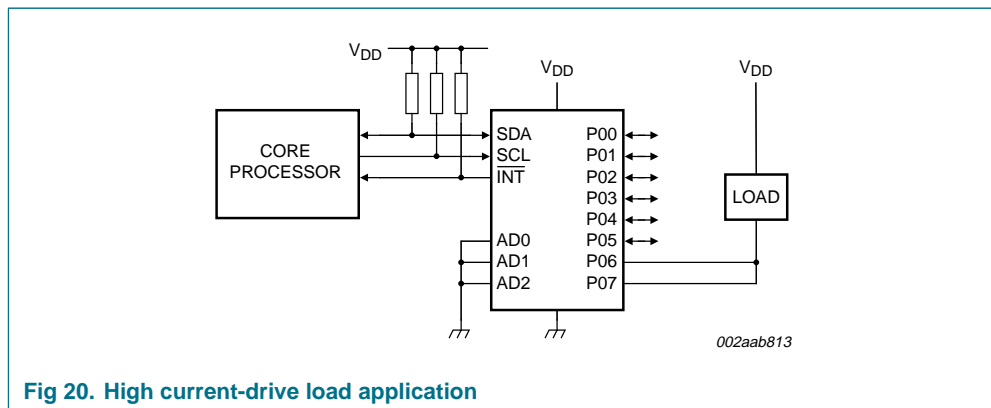 VDD
VDD
VDD
CORE
PROCESSOR
SDA
SCL
INT
AD0
AD1
AD2
P00
P01
P02
P03
P04
P05
P06
P07
LOAD
002aab813
Fig 20. High current-drive load application